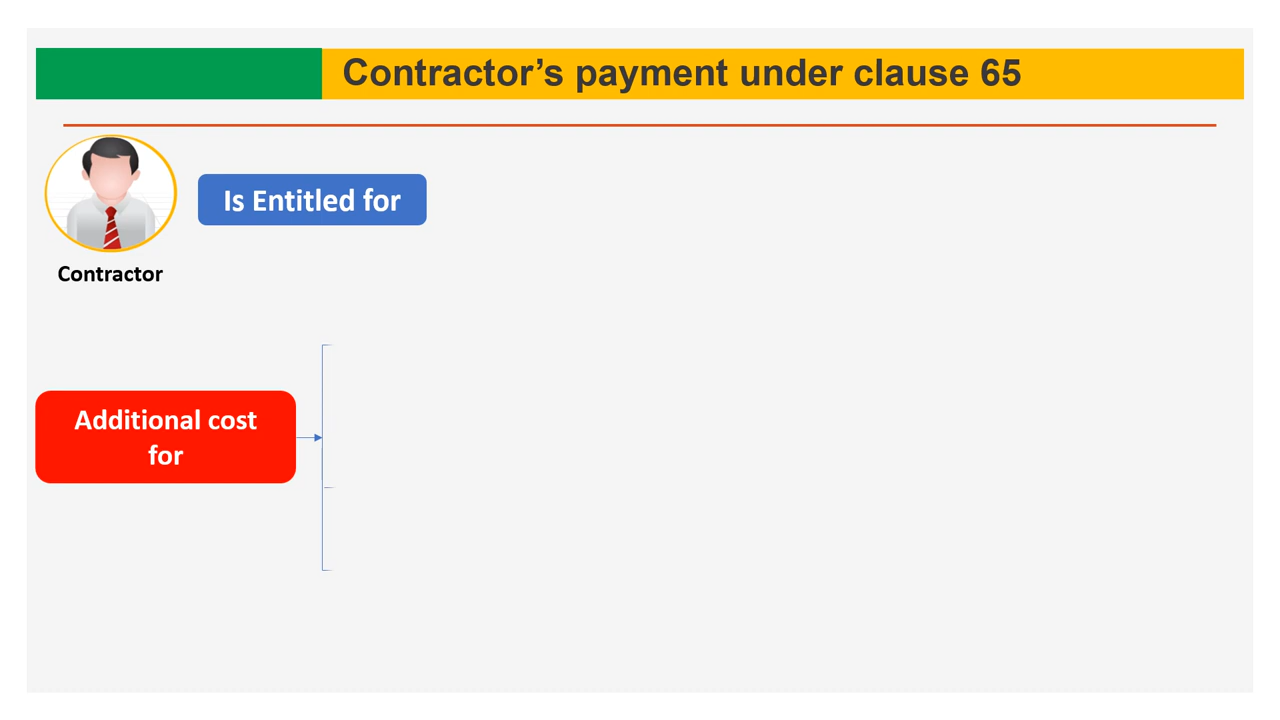 Contractor’s payment under clause 65
Is Entitled for
Contractor
Additional cost
for